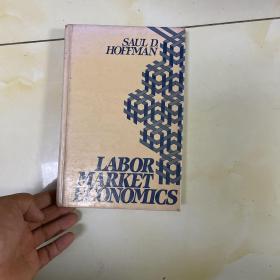 SAUL D.
HOFFMAN
LABOR
MARKET
ECONOMICS